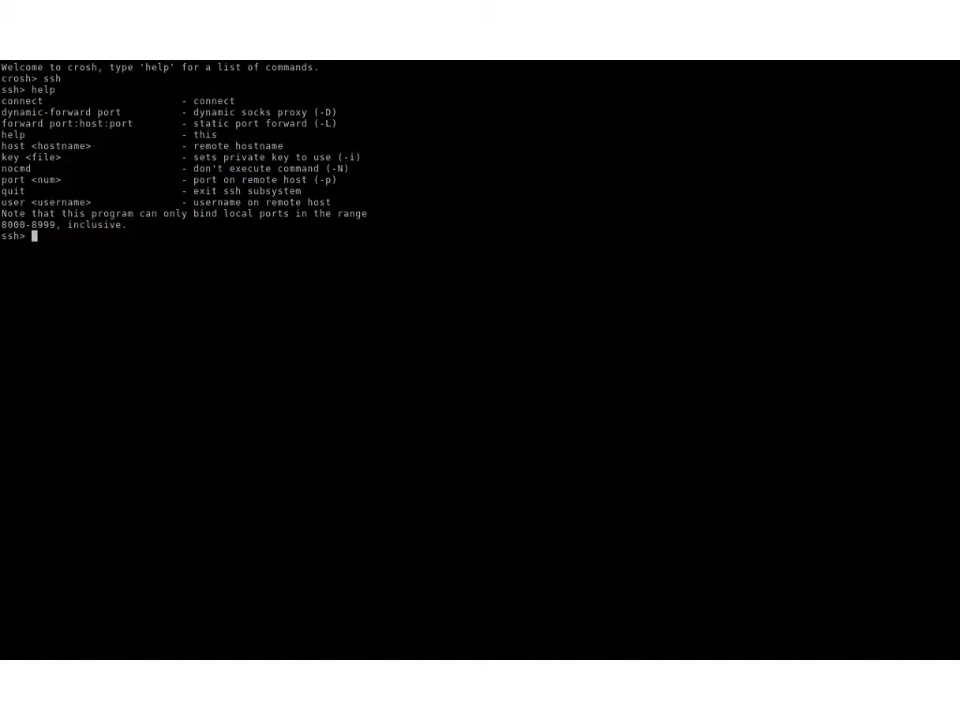 Welcome to crosh, type 'help' for a list of commands.
crosh> ssh
ssh> help
connect - connect
dynamic-forward port - dynamic socks proxy (-D)
forward port:host:port - static port forward (-L)
help - this
host <hostname> - remote hostname
key <file> - sets private key to use (-i)
nocmd - don't execute command (-N)
port <num> - port on remote host (-p)
quit - exit ssh subsystem
user <username> - username on remote host
Note that this program can only bind local ports in the range
8000-8999, inclusive.
ssh>